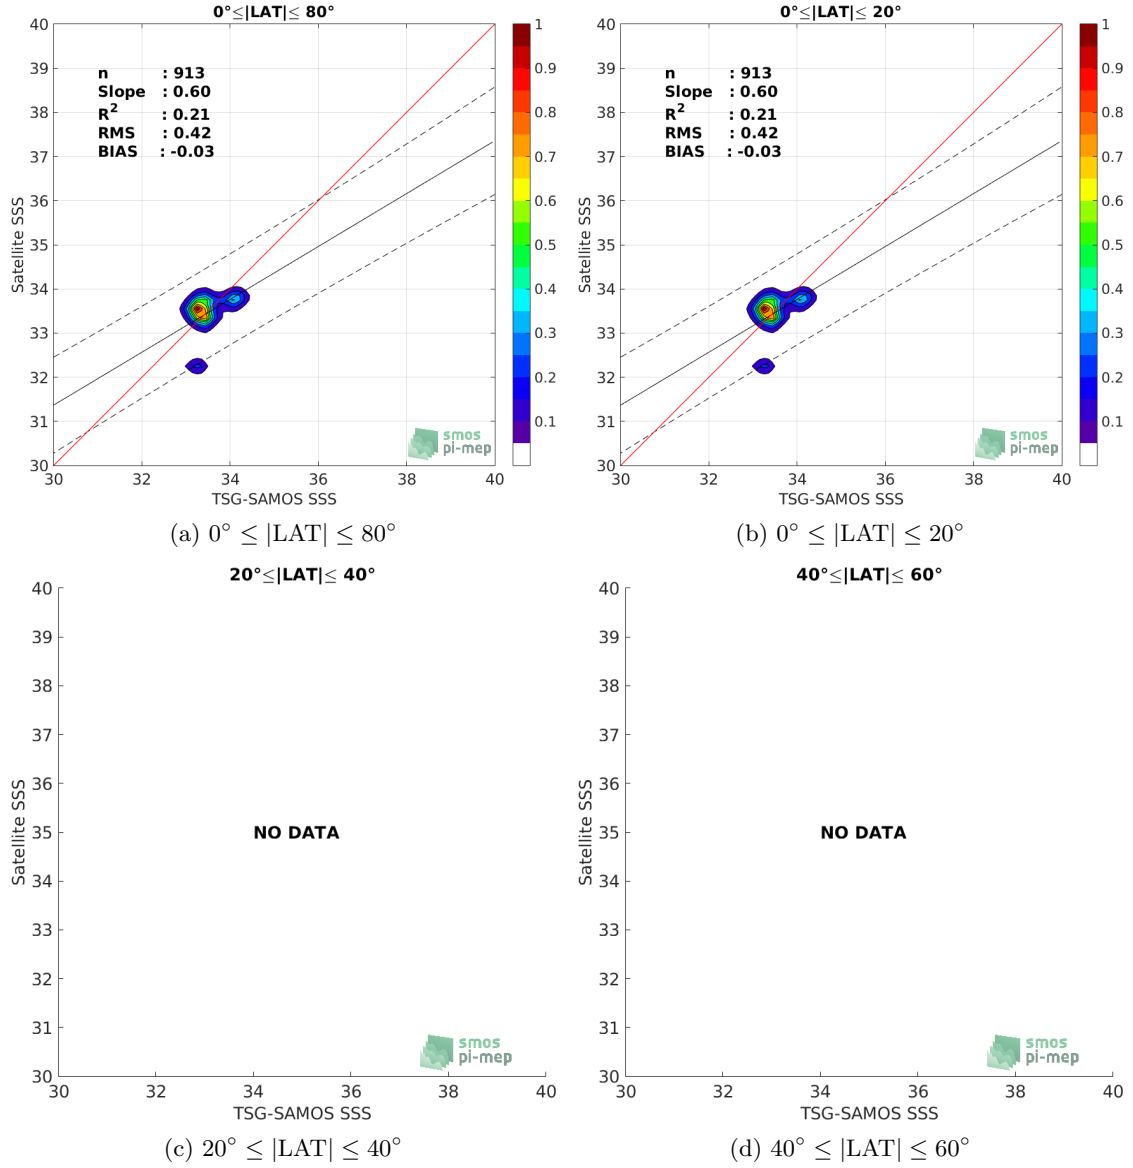 0°≤|LAT|≤ 80°
40
39
38
37
36
35
34
33
32
31
30
Satellite SSS
n : 913
Slope : 0.60
R² : 0.21
RMS : 0.42
BIAS : -0.03
1
0.9
0.8
0.7
0.6
0.5
0.4
0.3
0.2
0.1
smos
pi-mep
30 32 34 36 38 40
TSG-SAMOS SSS
(a) 0° ≤ |LAT| ≤ 80°
0°≤|LAT|≤ 20°
40
39
38
37
36
35
34
33
32
31
30
Satellite SSS
n : 913
Slope : 0.60
R² : 0.21
RMS : 0.42
BIAS : -0.03
1
0.9
0.8
0.7
0.6
0.5
0.4
0.3
0.2
0.1
smos
pi-mep
30 32 34 36 38 40
TSG-SAMOS SSS
(b) 0° ≤ |LAT| ≤ 20°
20°≤|LAT|≤ 40°
40
39
38
37
36
35
34
33
32
31
30
Satellite SSS
NO DATA
smos
pi-mep
30 32 34 36 38 40
TSG-SAMOS SSS
(c) 20° ≤ |LAT| ≤ 40°
40°≤|LAT|≤ 60°
40
39
38
37
36
35
34
33
32
31
30
Satellite SSS
NO DATA
smos
pi-mep
30 32 34 36 38 40
TSG-SAMOS SSS
(d) 40° ≤ |LAT| ≤ 60°